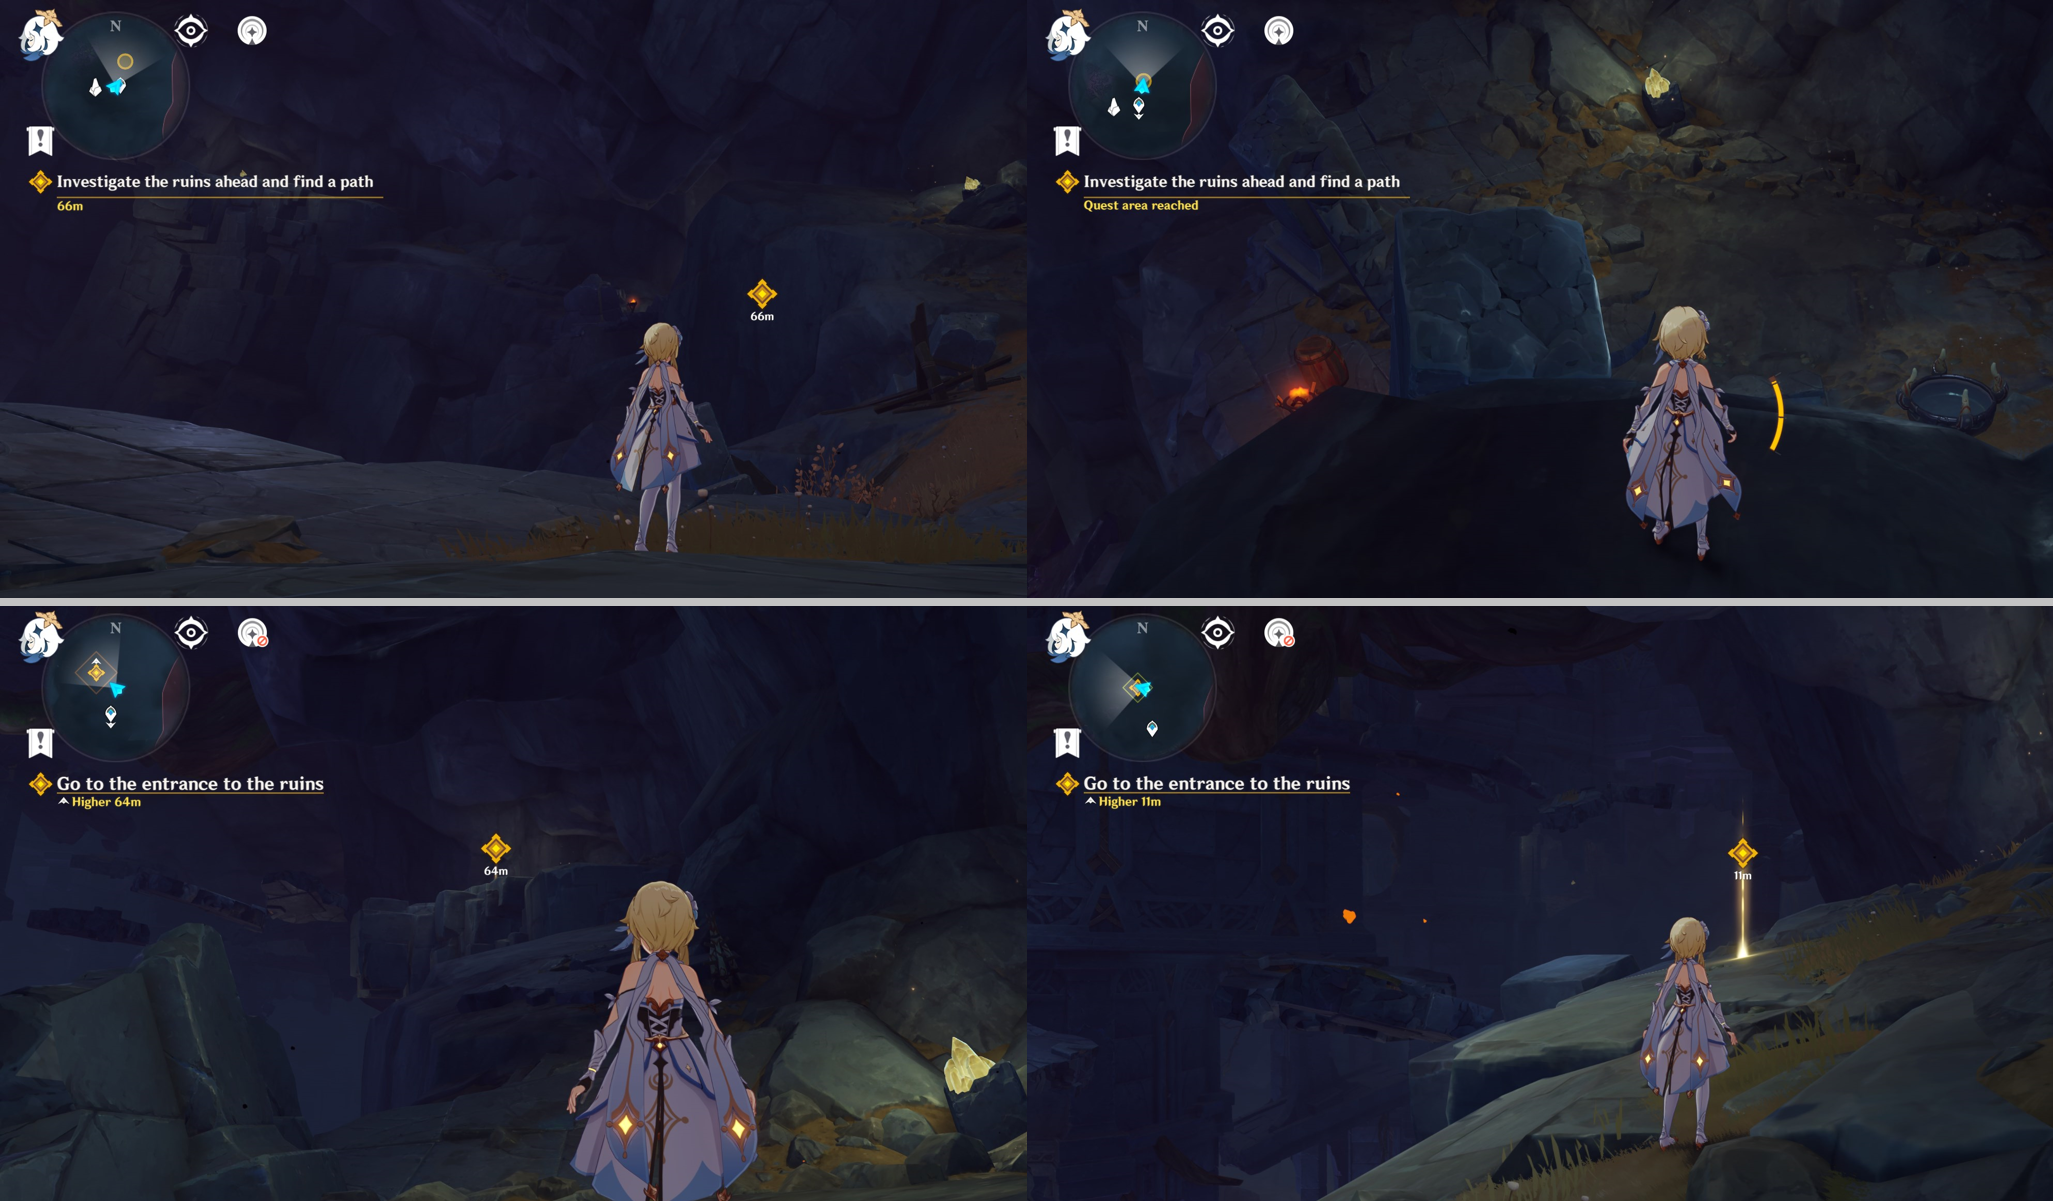 N
Investigate the ruins ahead and find a path
66m
66m
N
Investigate the ruins ahead and find a path
Quest area reached
N
Go to the entrance to the ruins
Higher 64m
64m
N
Go to the entrance to the ruins
Higher 11m
11m